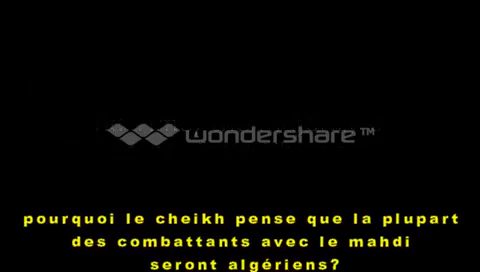 wondershare™
pourquoi le cheikh pense que la plupart
des combattants avec le mahdi
seront algériens?